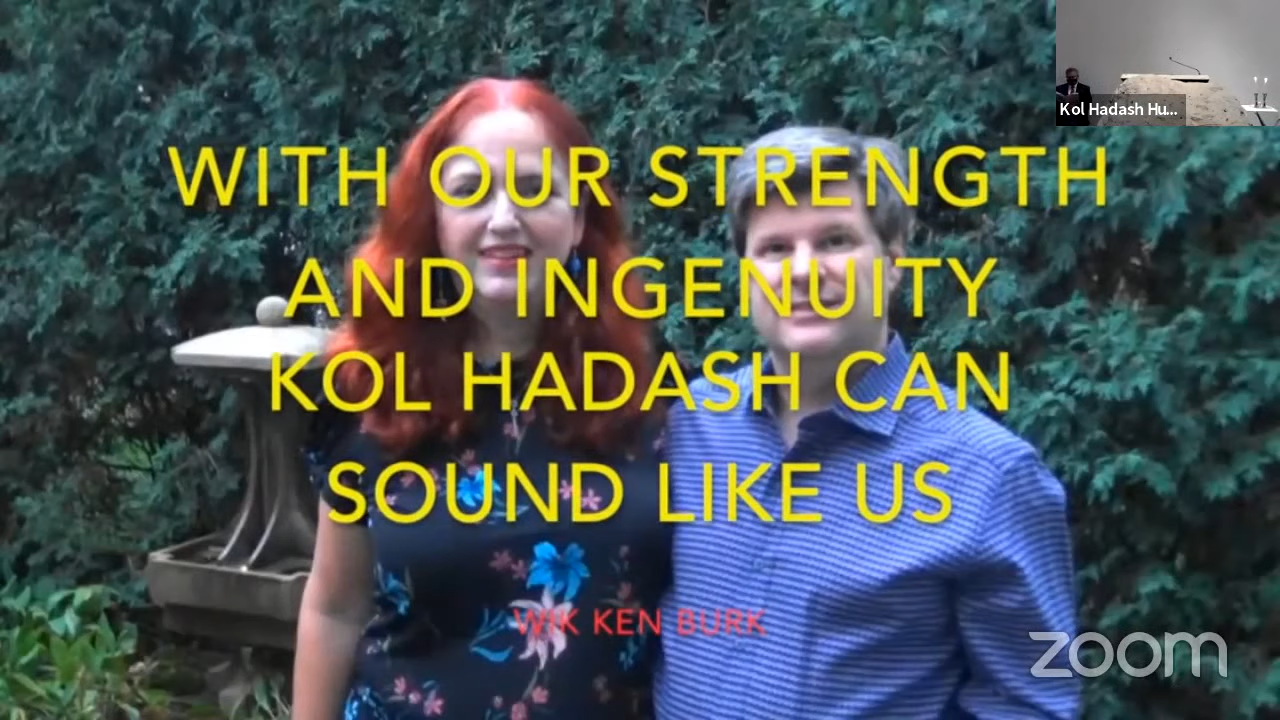 Kol Hadash Hu...
WITH OUR STRENGTH
AND INGENUITY
KOL HADASH CAN
SOUND LIKE US
WIK KEN BURK
zoom